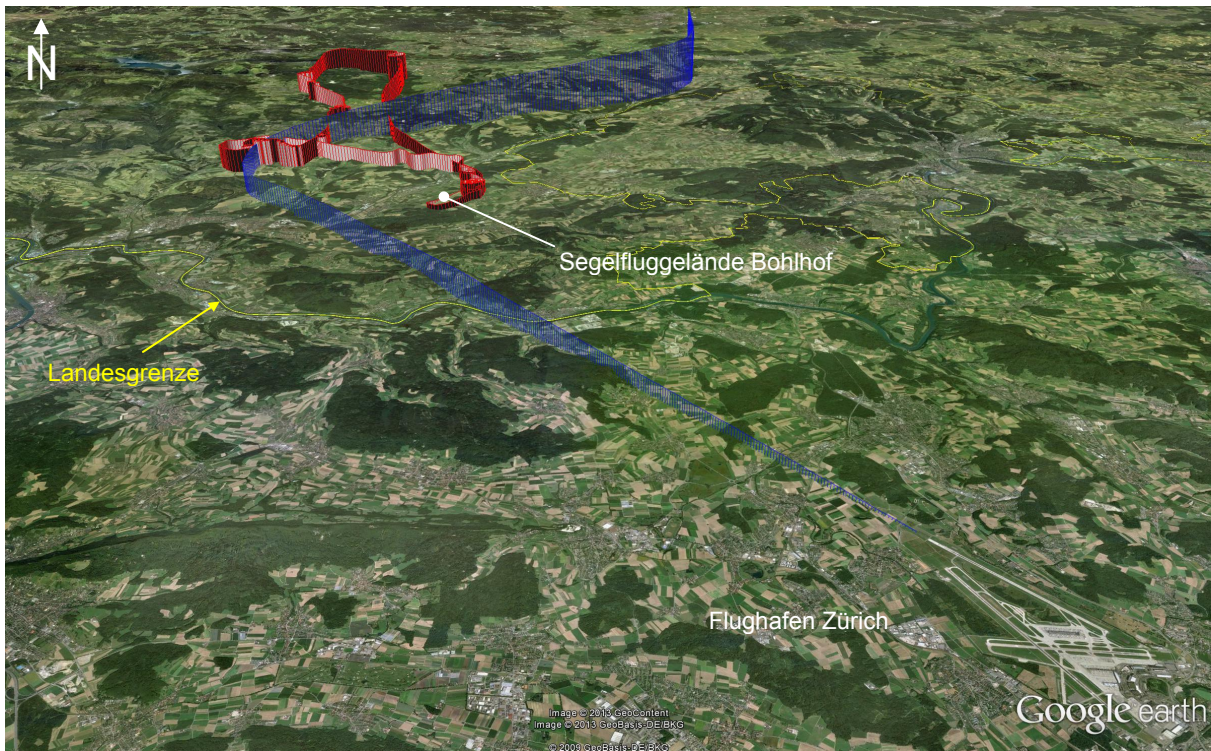 N
Segelfluggelände Bohlhof
Landesgrenze
Flughafen Zürich
Image © 2013 GeoContent
Image © 2013 GeoBasis-DE/BKG
© 2009 GeoBasis-DE/BKG
Google earth